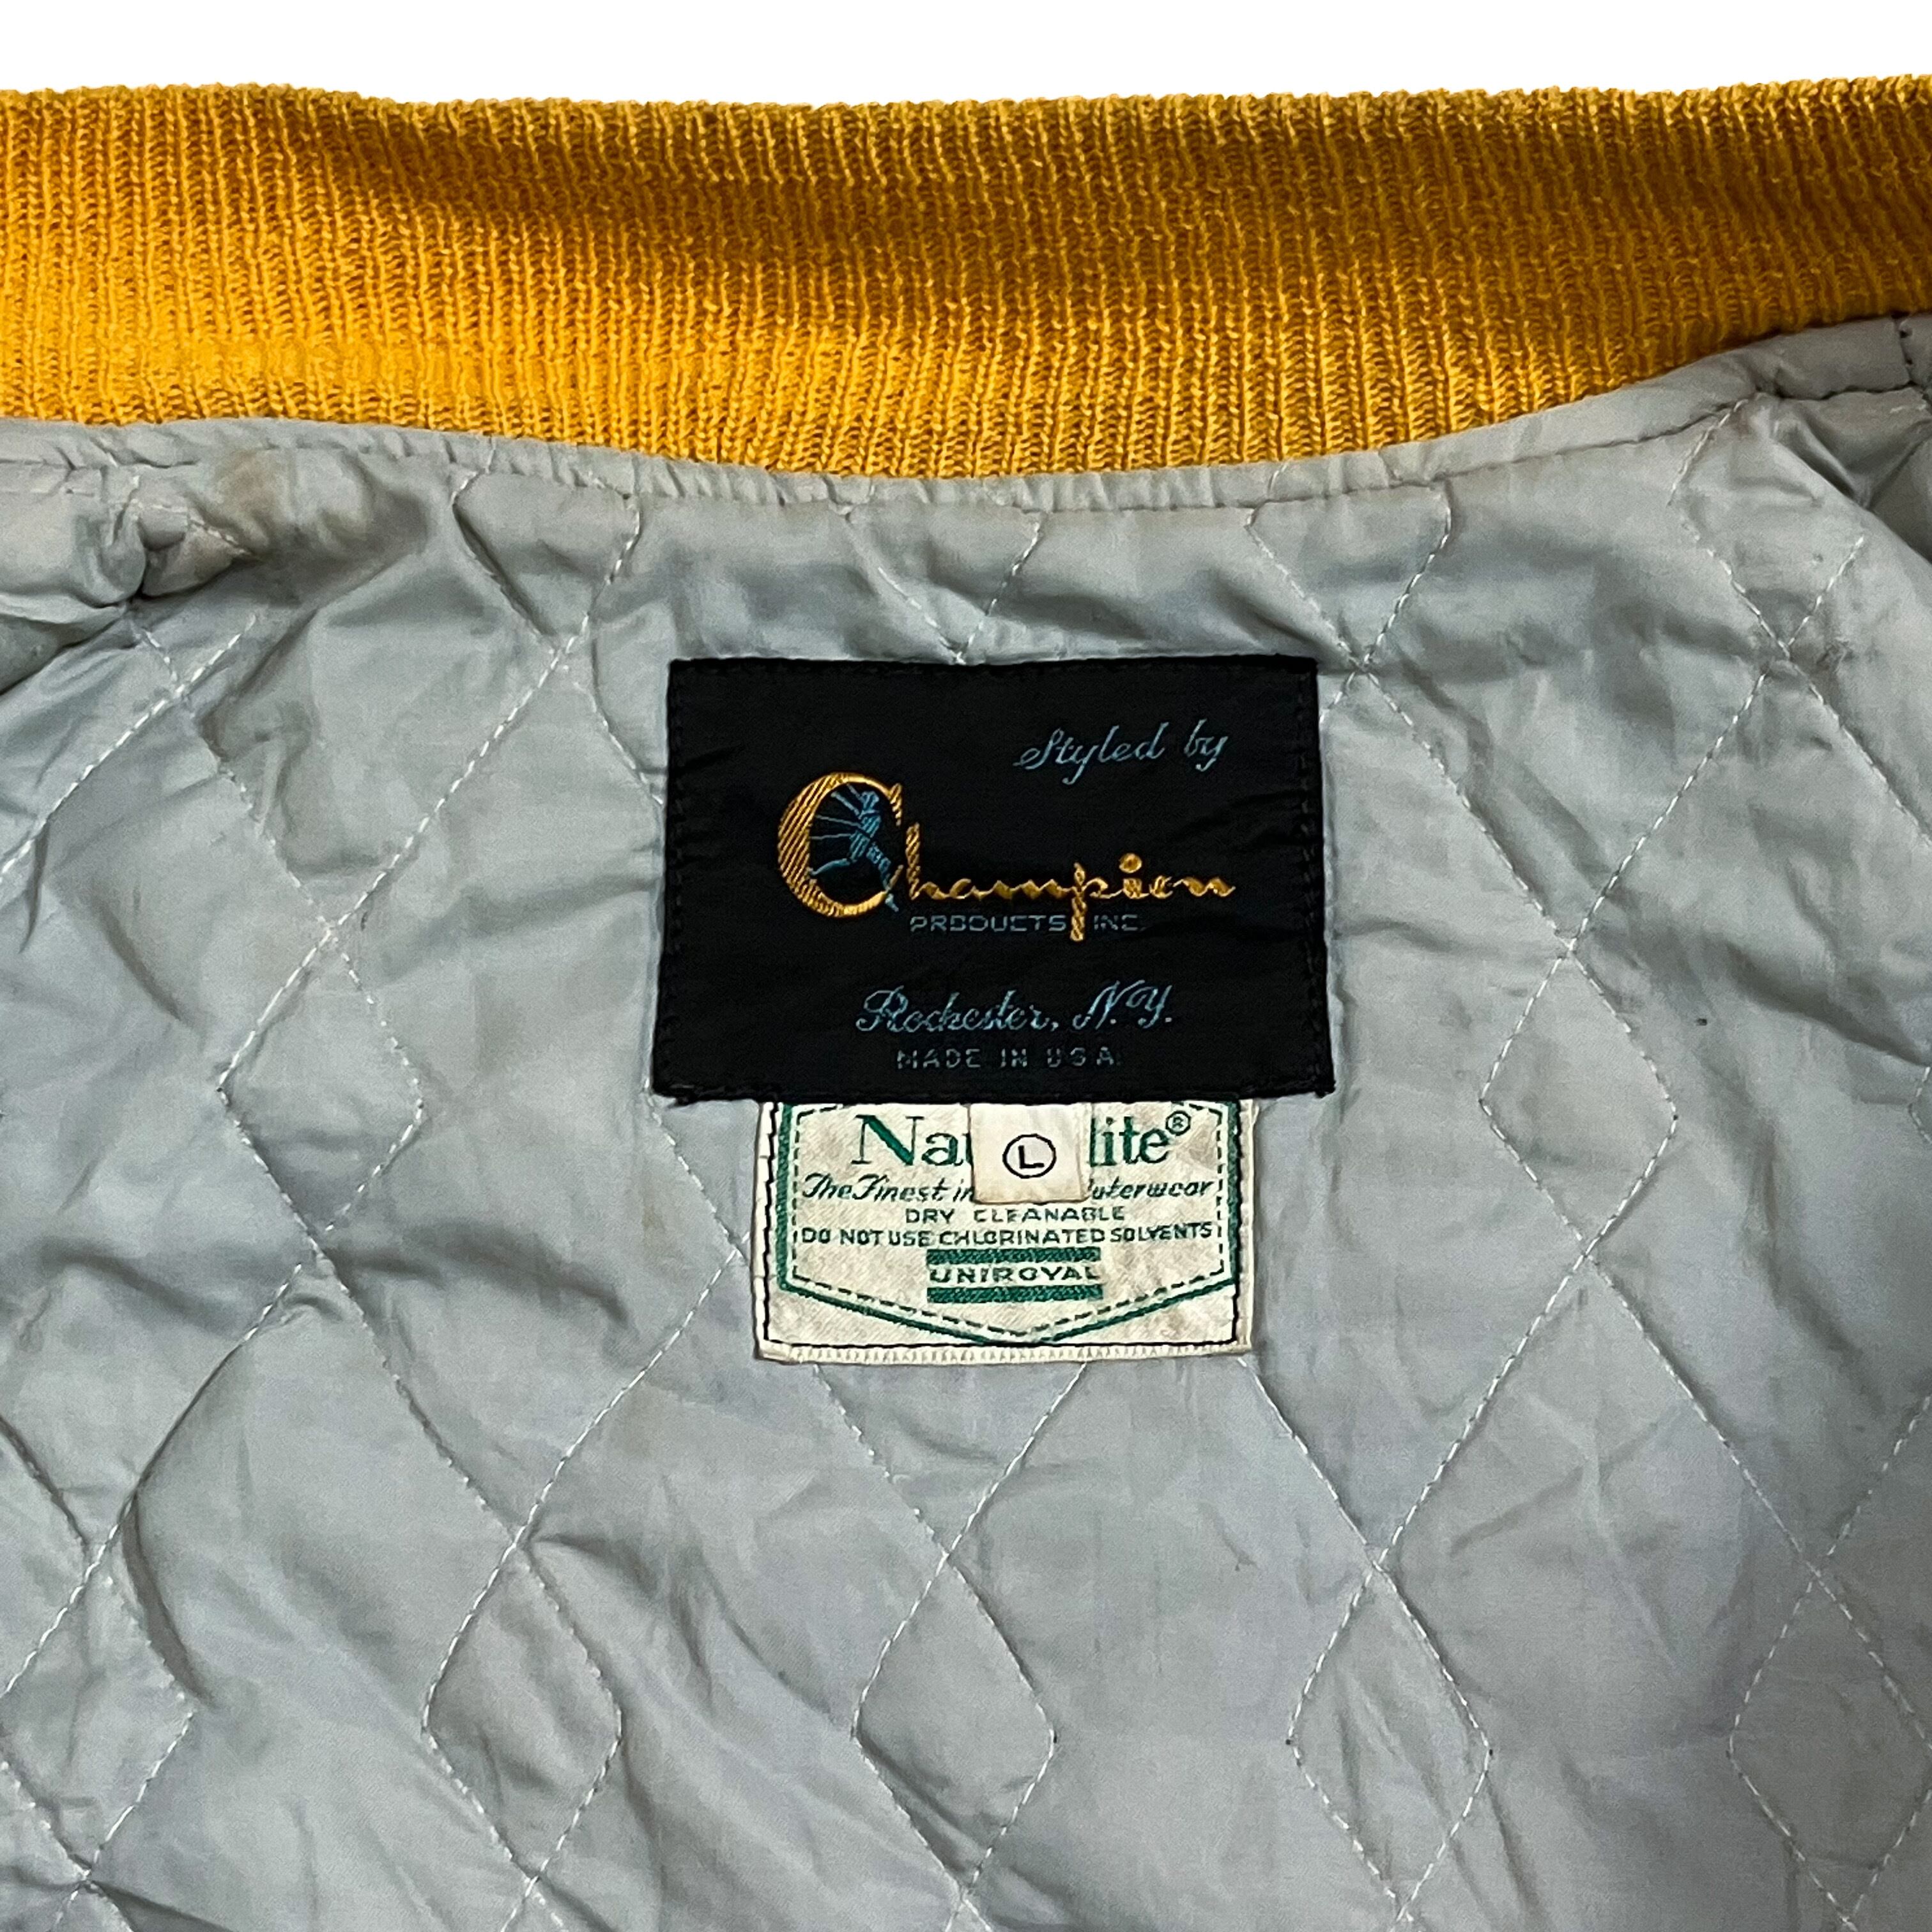 Styled by
Champion
PRODUCTS INC.
Rochester, N.Y.
MADE IN U.S.A.
L
The Finest in
DRY CLEANABLE
DO NOT USE CHLORINATED SOLVENTS
UNIROYAL